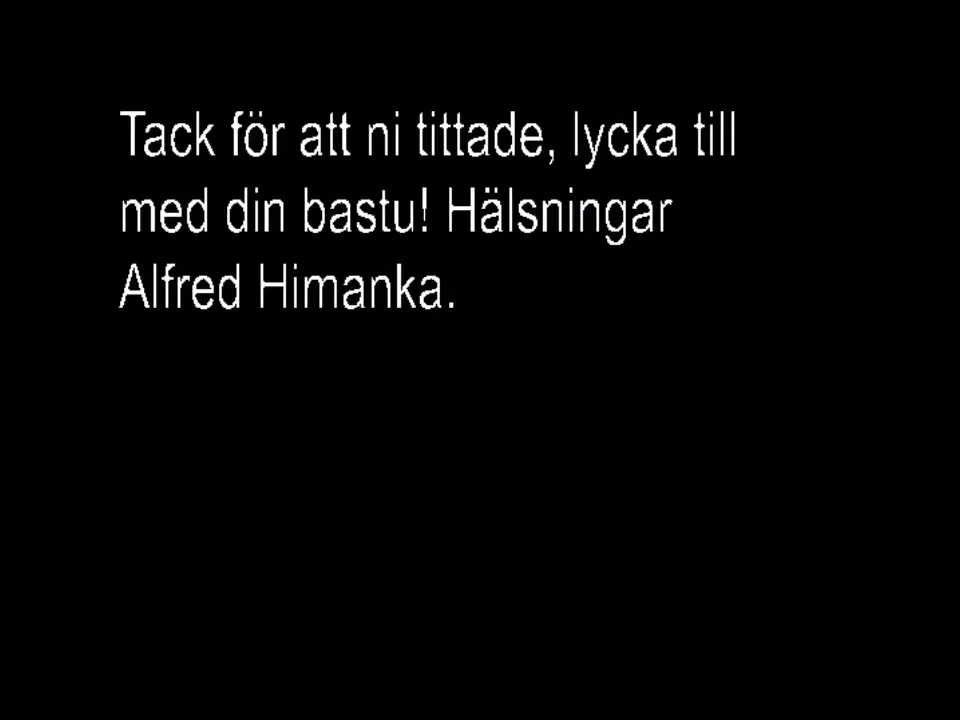 Tack för att ni tittade, lycka till
med din bastu! Hälsningar
Alfred Himanka.